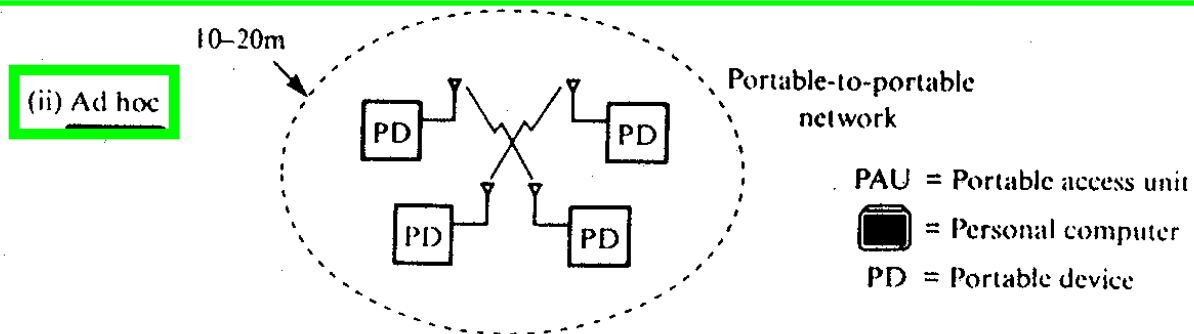 10–20m
(ii) Ad hoc
Portable-to-portable
network
PD
PD
PD
PD
PAU = Portable access unit
= Personal computer
PD = Portable device